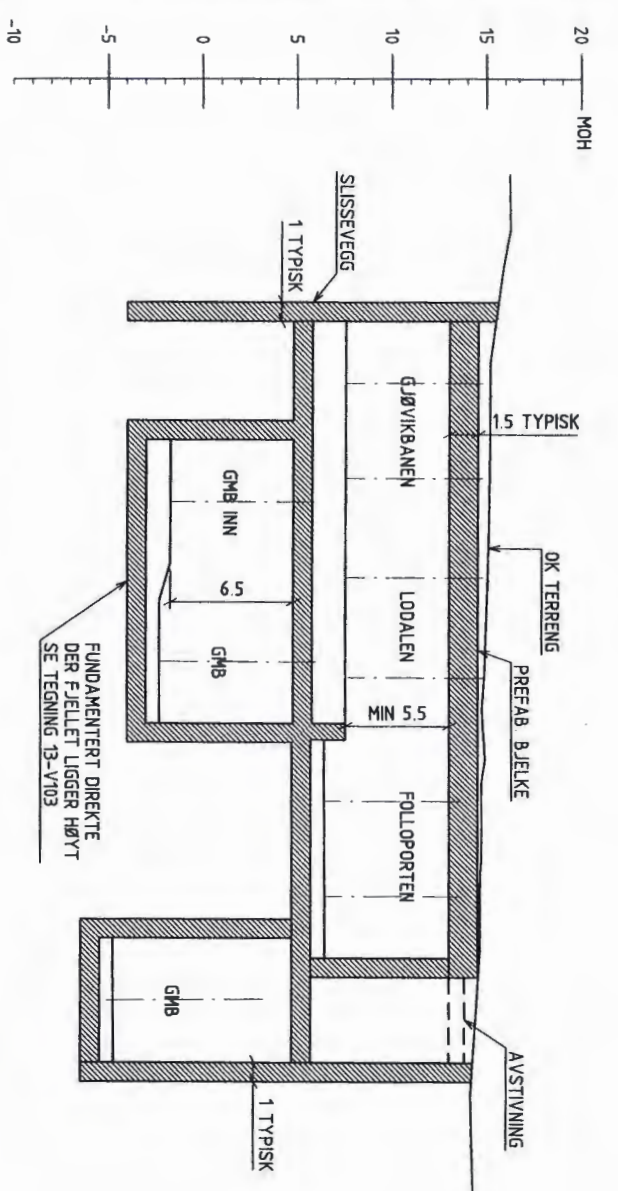 20
MOH
15
10
5
0
-10
SLISSEVEGG
1 TYPISK
1.5 TYPISK
OK TERRENG
PREFAB. BJELKE
AVSTIVNING
GJØVIKBANEN
LODALEN
MIN 5.5
FOLLOPORTEN
GMB INN
6.5
GMB
GMB
1 TYPISK
FUNDAMENTERT DIREKTE
DER FJELLET LIGGER HØYT
SE TEGNING 13-V103